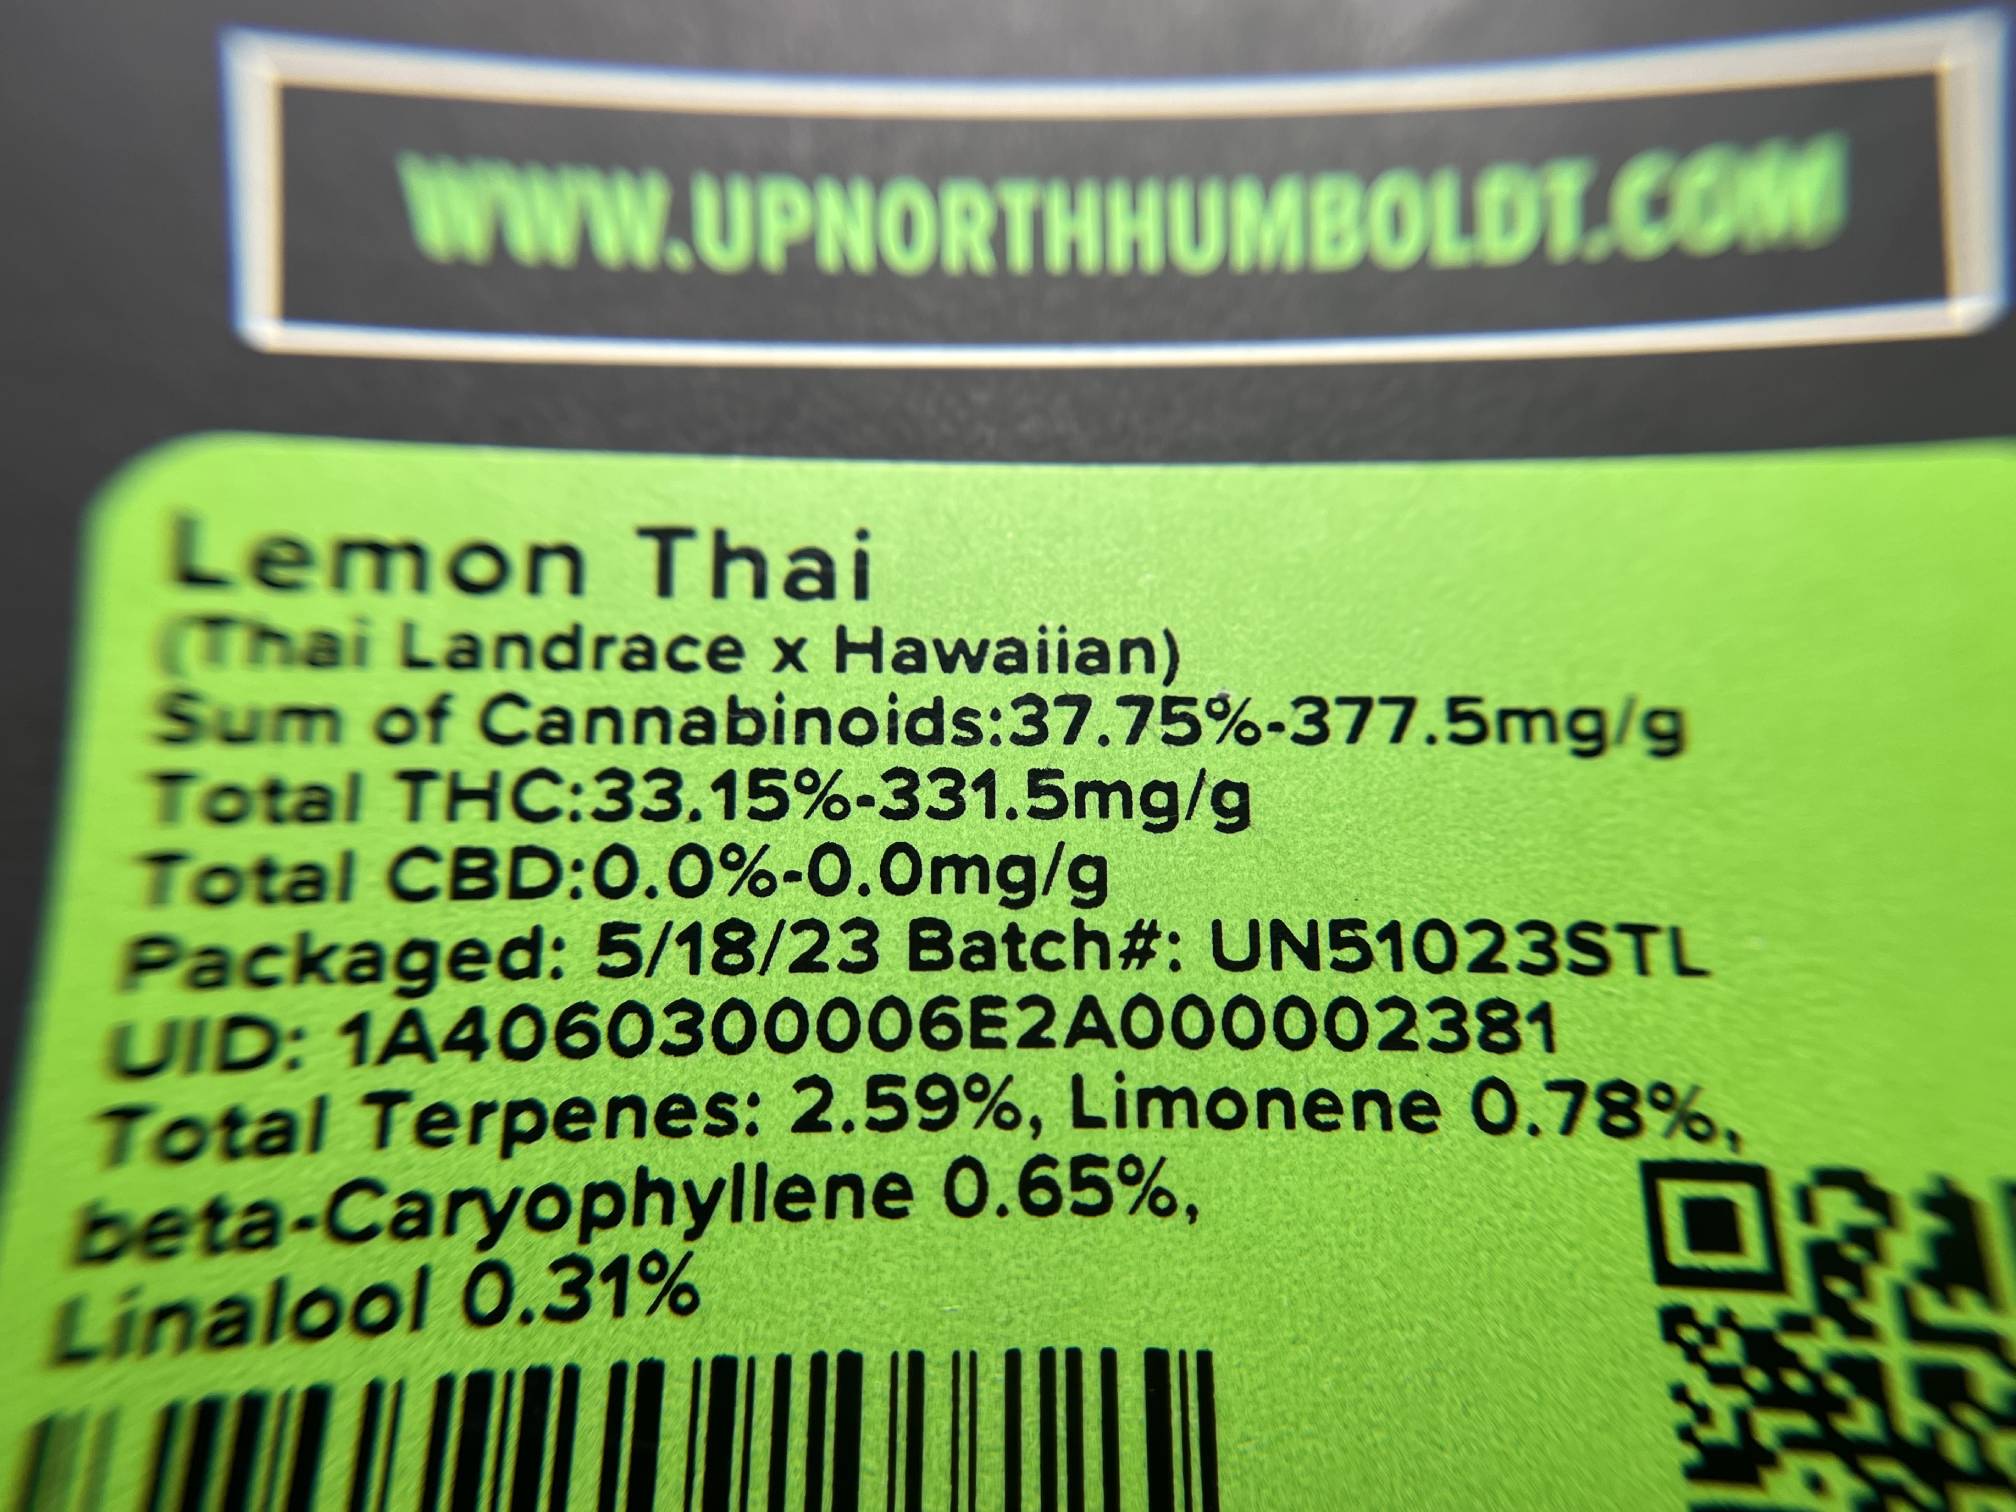 WWW.UPNORTHHUMBOLDT.COM
Lemon Thai
(Thai Landrace x Hawaiian)
Sum of Cannabinoids:37.75%-377.5mg/g
Total THC:33.15%-331.5mg/g
Total CBD:0.0%-0.0mg/g
Packaged: 5/18/23 Batch#: UN51023STL
UID: 1A4060300006E2A000002381
Total Terpenes: 2.59%, Limonene 0.78%,
beta-Caryophyllene 0.65%,
Linalool 0.31%